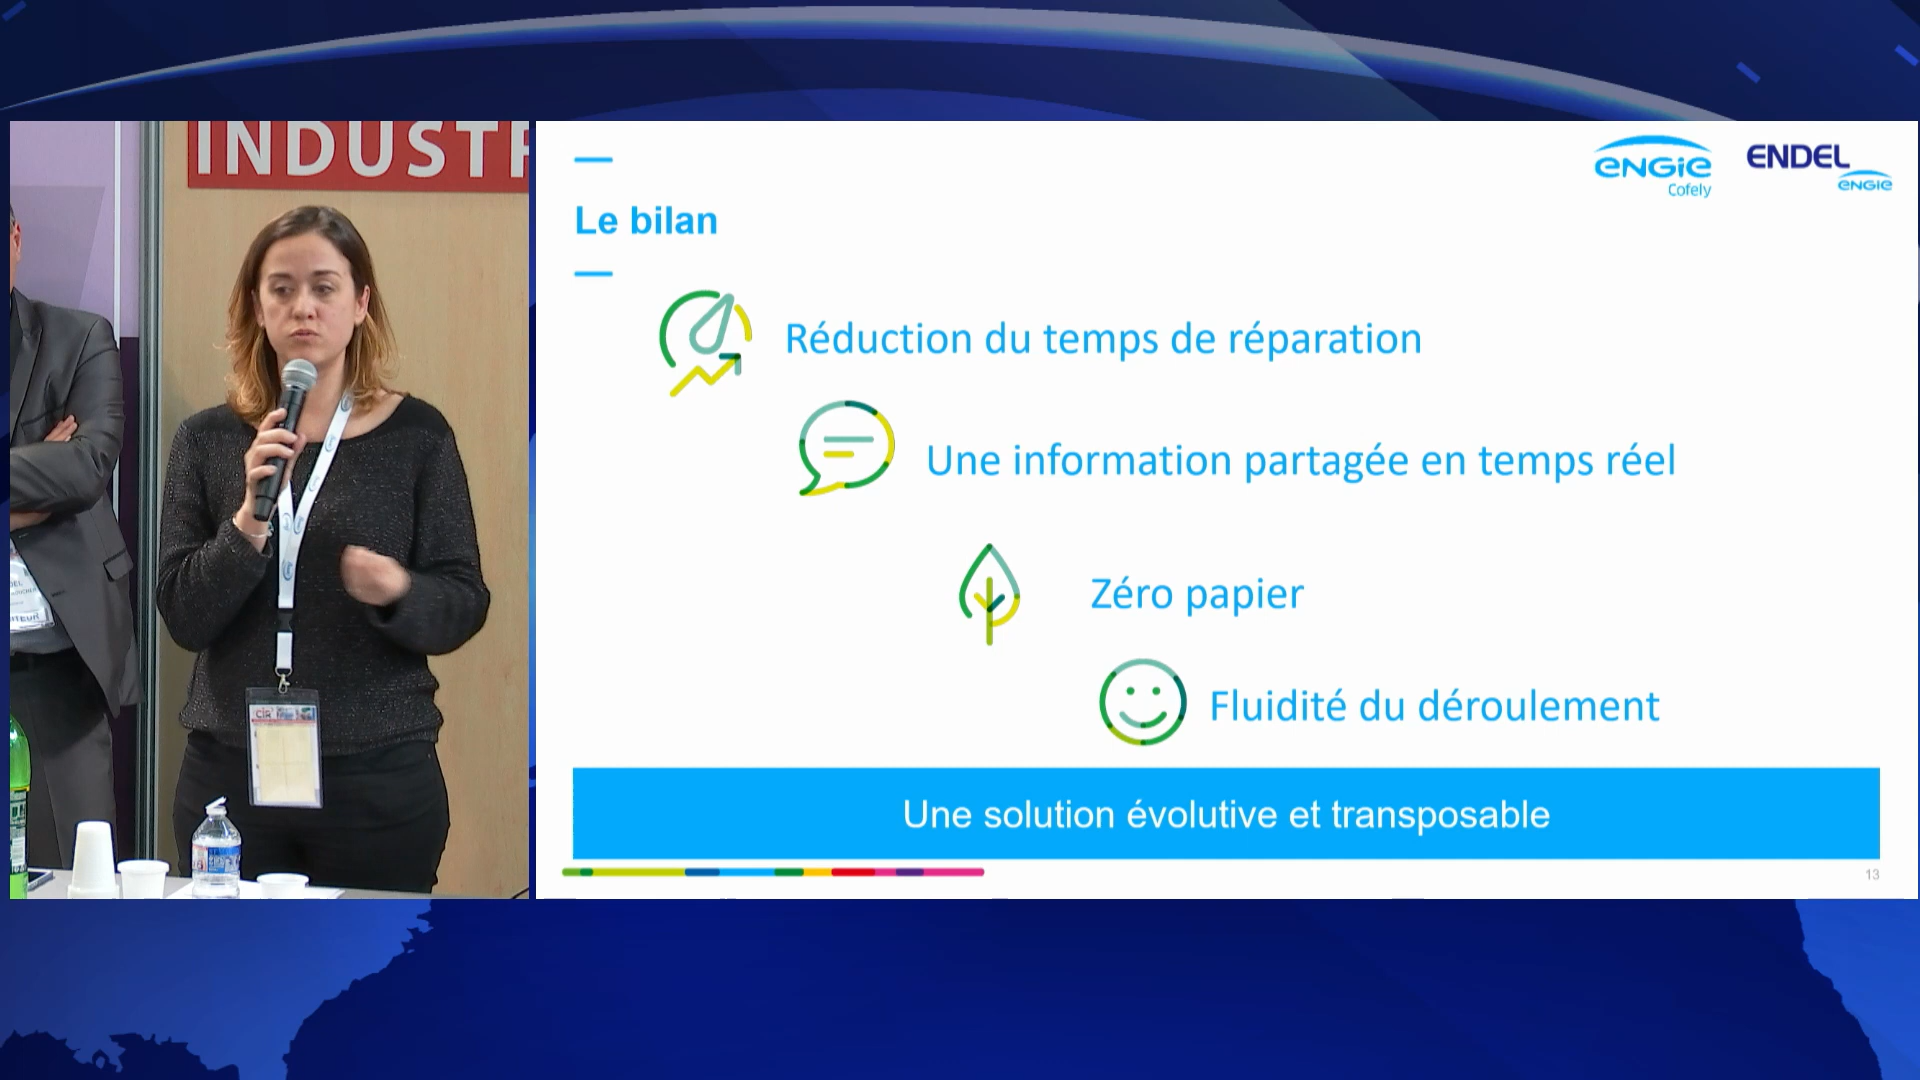 INDUSTR
ENGIE
Cofely
ENDEL
ENGIE
Le bilan
Réduction du temps de réparation
Une information partagée en temps réel
Zéro papier
Fluidité du déroulement
Une solution évolutive et transposable
13
CIR